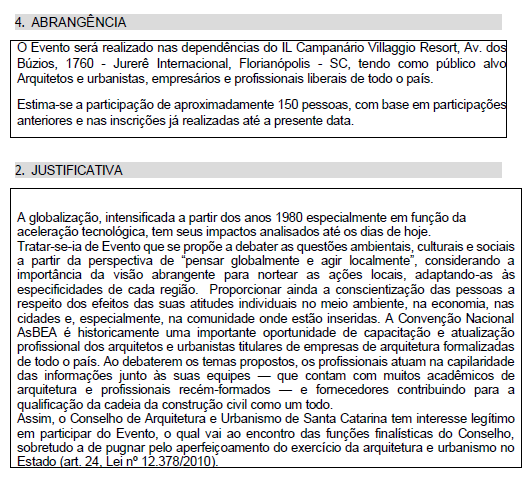 4. ABRANGÊNCIA
O Evento será realizado nas dependências do IL Campanário Villaggio Resort, Av. dos
Búzios, 1760 - Jurerê Internacional, Florianópolis - SC, tendo como público alvo
Arquitetos e urbanistas, empresários e profissionais liberais de todo o país.
Estima-se a participação de aproximadamente 150 pessoas, com base em participações
anteriores e nas inscrições já realizadas até a presente data.
2. JUSTIFICATIVA
A globalização, intensificada a partir dos anos 1980 especialmente em função da
aceleração tecnológica, tem seus impactos analisados até os dias de hoje.
Tratar-se-ia de Evento que se propõe a debater as questões ambientais, culturais e sociais
a partir da perspectiva de “pensar globalmente e agir localmente”, considerando a
importância da visão abrangente para nortear as ações locais, adaptando-as às
especificidades de cada região. Proporcionar ainda a conscientização das pessoas a
respeito dos efeitos das suas atitudes individuais no meio ambiente, na economia, nas
cidades e, especialmente, na comunidade onde estão inseridas. A Convenção Nacional
AsBEA é historicamente uma importante oportunidade de capacitação e atualização
profissional dos arquitetos e urbanistas titulares de empresas de arquitetura formalizadas
de todo o país. Ao debaterem os temas propostos, os profissionais atuam na capilaridade
das informações junto às suas equipes — que contam com muitos acadêmicos de
arquitetura e profissionais recém-formados — e fornecedores contribuindo para a
qualificação da cadeia da construção civil como um todo.
Assim, o Conselho de Arquitetura e Urbanismo de Santa Catarina tem interesse legítimo
em participar do Evento, o qual vai ao encontro das funções finalísticas do Conselho,
sobretudo a de pugnar pelo aperfeiçoamento do exercício da arquitetura e urbanismo no
Estado (art. 24, Lei nº 12.378/2010).